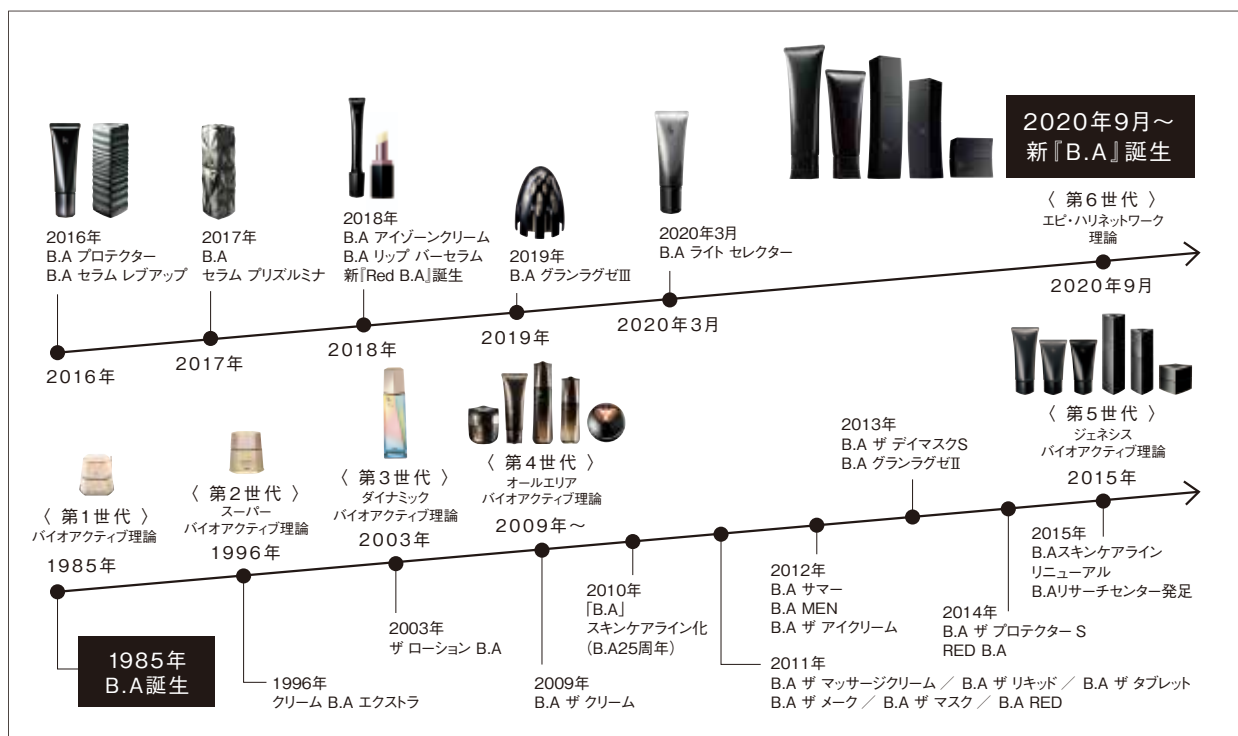 2020年9月～
新『B.A』誕生
〈 第6世代 〉
エピ・ハリネットワーク
理論
2016年
B.A プロテクター
B.A セラム レブアップ
2017年
B.A
セラム プリズルミナ
2018年
B.A アイゾーンクリーム
B.A リップ バーセラム
新『Red B.A』誕生
2019年
B.A グランラグゼⅢ
2020年3月
B.A ライト セレクター
2016年
2017年
2018年
2019年
2020年3月
2020年9月
〈 第1世代 〉
バイオアクティブ理論
1985年
〈 第2世代 〉
スーパー
バイオアクティブ理論
1996年
〈 第3世代 〉
ダイナミック
バイオアクティブ理論
2003年
〈 第4世代 〉
オールエリア
バイオアクティブ理論
2009年～
2013年
B.A ザ デイマスクS
B.A グランラグゼⅡ
〈 第5世代 〉
ジェネシス
バイオアクティブ理論
2015年
1985年
B.A誕生
1996年
クリーム B.A エクストラ
2003年
ザ ローション B.A
2009年
B.A ザ クリーム
2010年
「B.A」
スキンケアライン化
（B.A25周年）
2011年
B.A ザ マッサージクリーム ／ B.A ザ リキッド ／ B.A ザ タブレット
B.A ザ メーク ／ B.A ザ マスク ／ B.A RED
2012年
B.A サマー
B.A MEN
B.A ザ アイクリーム
2014年
B.A ザ プロテクター S
RED B.A
2015年
B.Aスキンケアライン
リニューアル
B.Aリサーチセンター発足